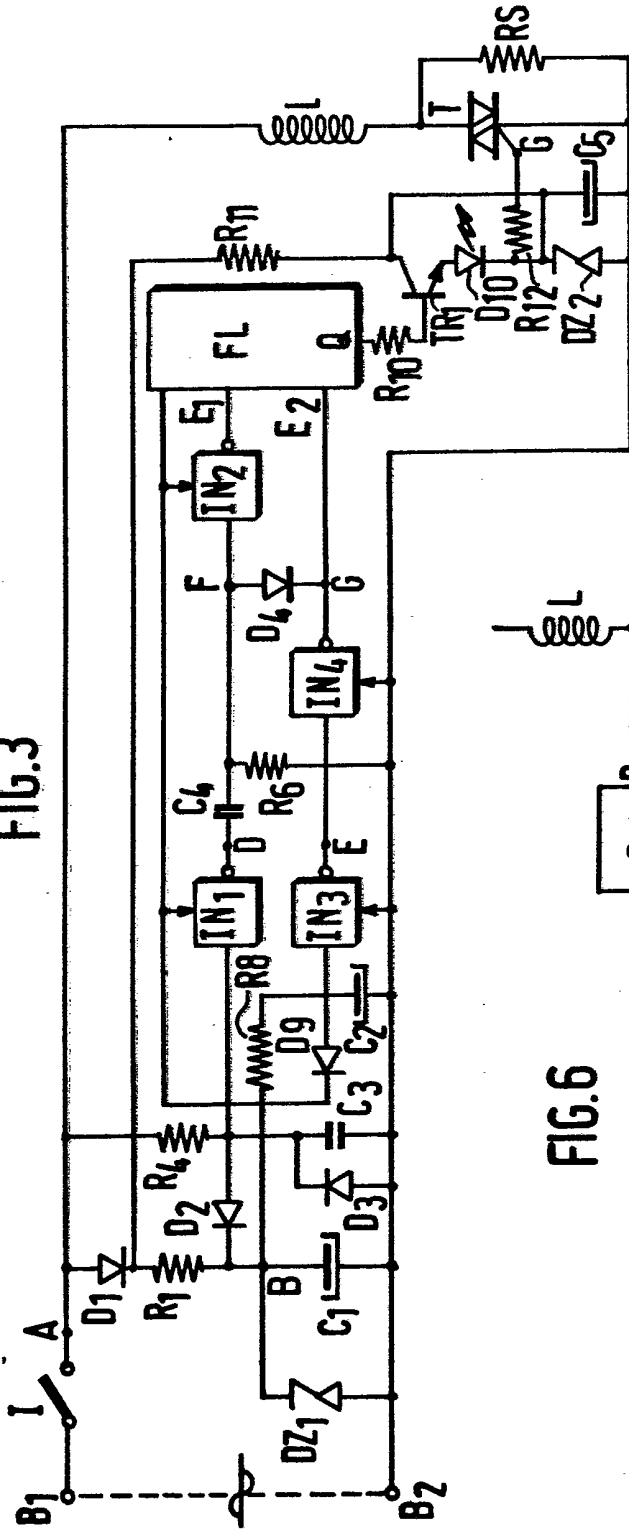 FIG.3
B1
I
A
D1
R1
D2
R4
B
C1
DZ1
D3
C3
B2
R8
D9
C2
IN1
IN3
D
E
C4
R6
IN4
F
D4
G
IN2
E1
E2
FL
Q
R11
R10
TR1
D10
R12
DZ2
L
T
G
C5
RS
FIG.6
L